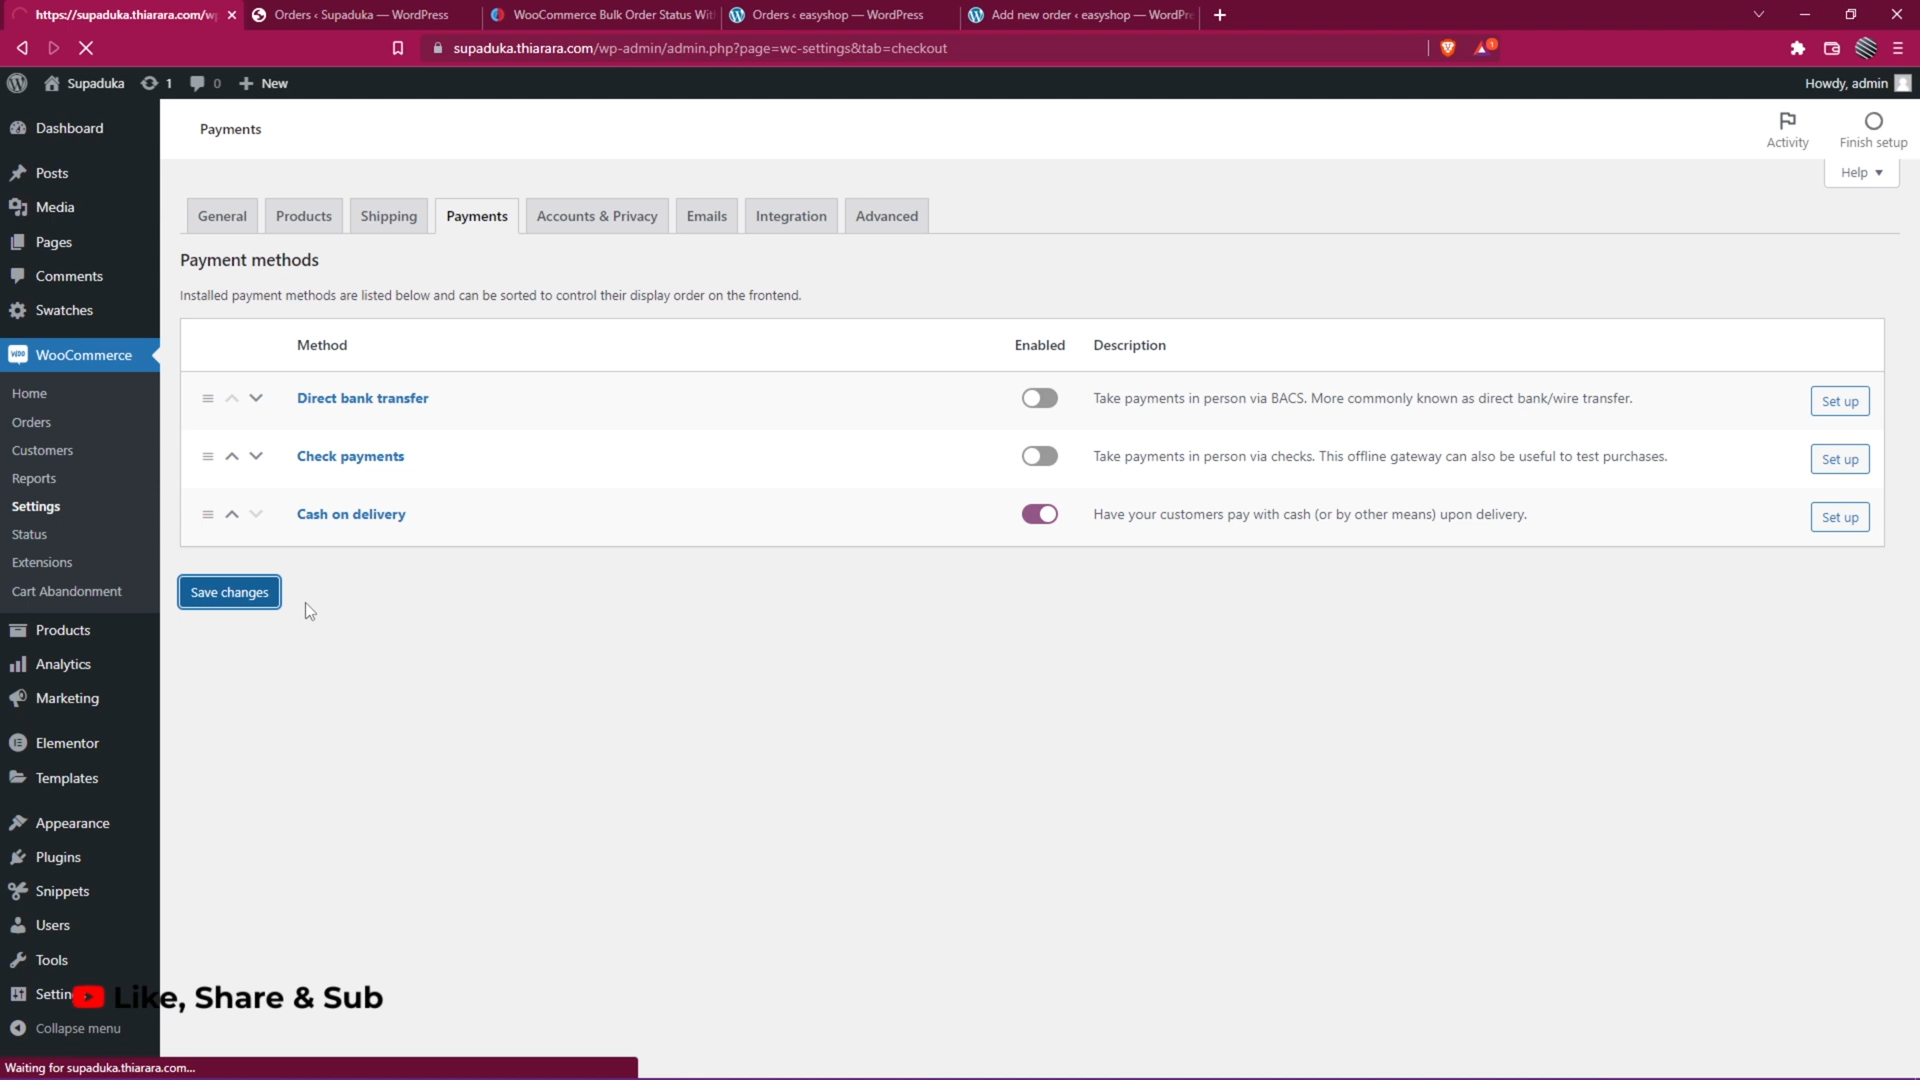 https://supaduka.thiarara.com/wp
Orders ‹ Supaduka — WordPress
WooCommerce Bulk Order Status Wit
Orders ‹ easyshop — WordPress
Add new order ‹ easyshop — WordPre
supaduka.thiarara.com/wp-admin/admin.php?page=wc-settings&tab=checkout
1
Supaduka
1
0
New
Howdy, admin
Dashboard
Posts
Media
Pages
Comments
Swatches
WooCommerce
Home
Orders
Customers
Reports
Settings
Status
Extensions
Cart Abandonment
Products
Analytics
Marketing
Elementor
Templates
Appearance
Plugins
Snippets
Users
Tools
Settin
Collapse menu
Payments
Activity
Finish setup
Help
General
Products
Shipping
Payments
Accounts & Privacy
Emails
Integration
Advanced
Payment methods
Installed payment methods are listed below and can be sorted to control their display order on the frontend.
Method
Enabled
Description
Direct bank transfer
Take payments in person via BACS. More commonly known as direct bank/wire transfer.
Set up
Check payments
Take payments in person via checks. This offline gateway can also be useful to test purchases.
Set up
Cash on delivery
Have your customers pay with cash (or by other means) upon delivery.
Set up
Save changes
Like, Share & Sub
Waiting for supaduka.thiarara.com...